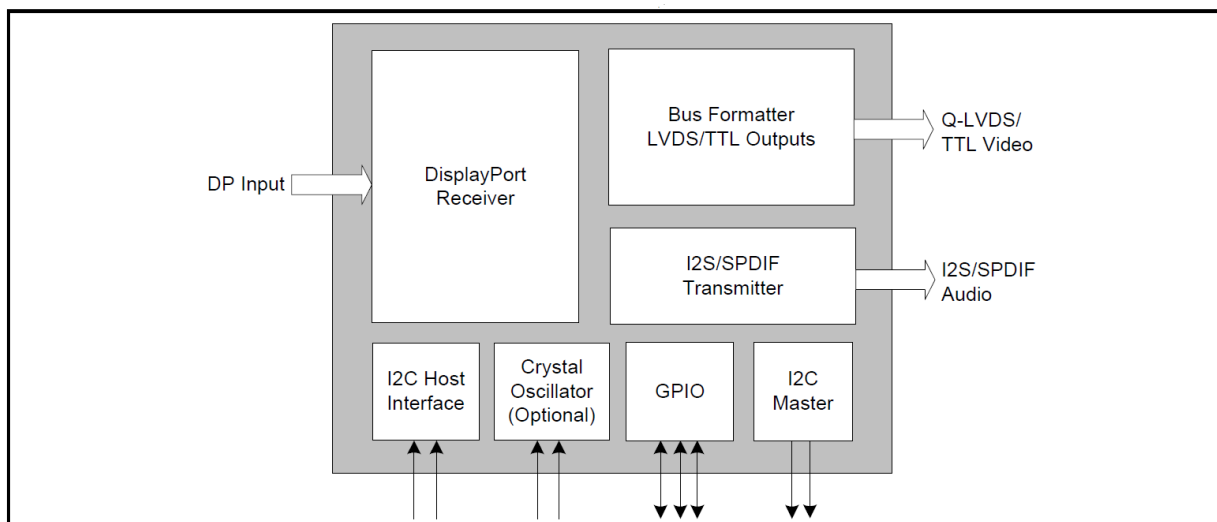 DP Input
DisplayPort
Receiver
Bus Formatter
LVDS/TTL Outputs
Q-LVDS/
TTL Video
I2S/SPDIF
Transmitter
I2S/SPDIF
Audio
I2C Host
Interface
Crystal
Oscillator
(Optional)
GPIO
I2C
Master